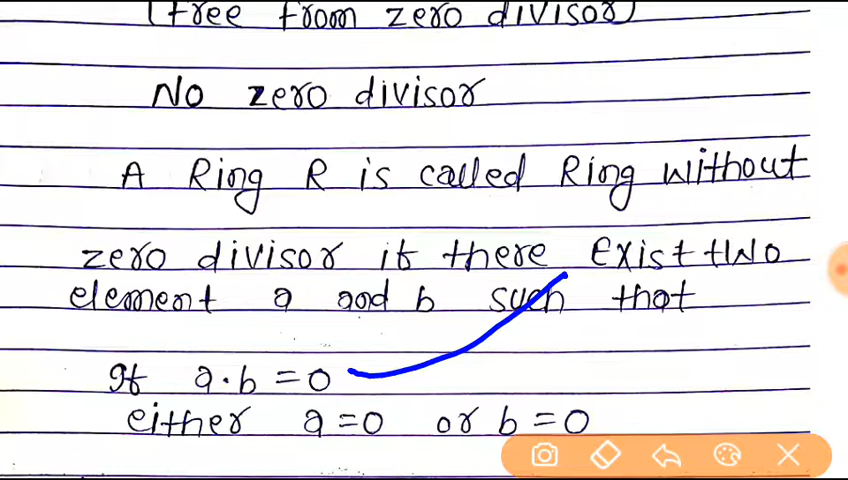 (free from zero divisor)
No zero divisor
A Ring R is called Ring without
zero divisor if there Exist two
element a and b such that
If a.b = 0
either a = 0 or b = 0